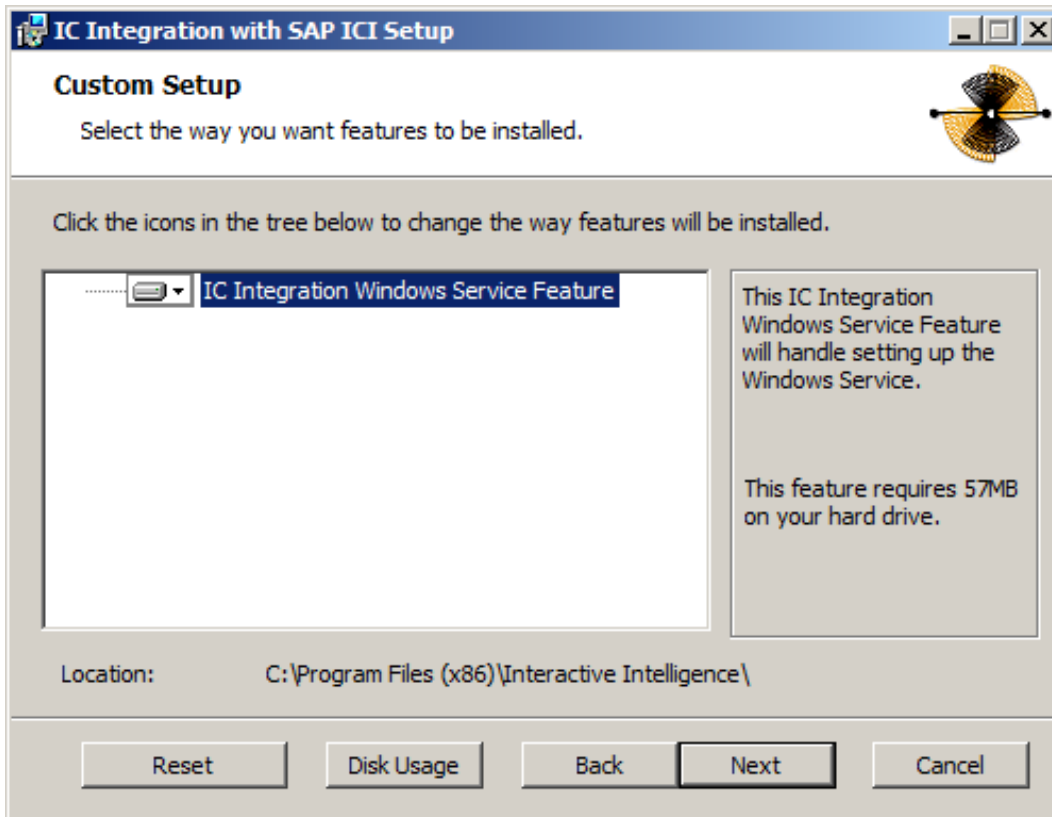 IC Integration with SAP ICI Setup
Custom Setup
Select the way you want features to be installed.
Click the icons in the tree below to change the way features will be installed.
IC Integration Windows Service Feature
This IC Integration
Windows Service Feature
will handle setting up the
Windows Service.
This feature requires 57MB
on your hard drive.
Location: C:\Program Files (x86)\Interactive Intelligence\
Reset Disk Usage Back Next Cancel